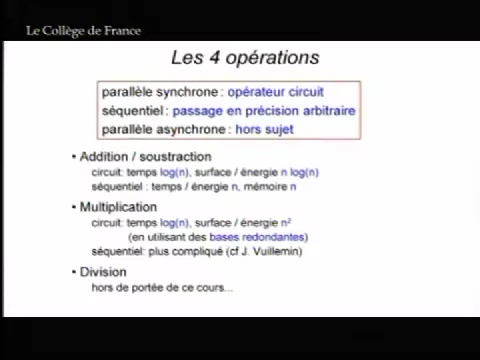 Le Collège de France
Les 4 opérations
parallèle synchrone : opérateur circuit
séquentiel : passage en précision arbitraire
parallèle asynchrone : hors sujet
• Addition / soustraction
circuit: temps log(n), surface / énergie n log(n)
séquentiel : temps / énergie n, mémoire n
• Multiplication
circuit: temps log(n), surface / énergie n²
(en utilisant des bases redondantes)
séquentiel: plus compliqué (cf J. Vuillemin)
• Division
hors de portée de ce cours...